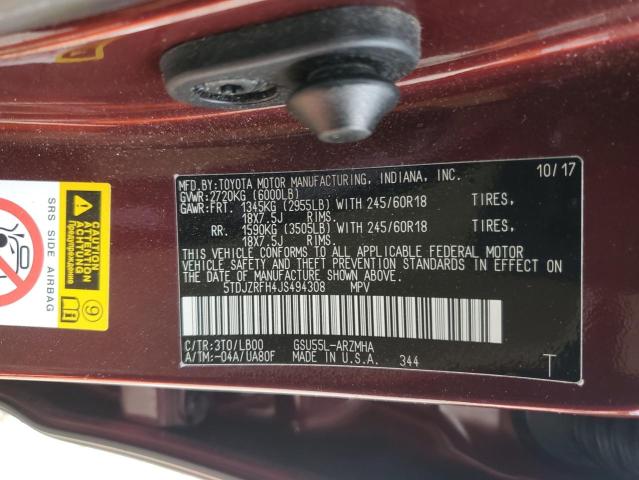 MFD.BY:TOYOTA MOTOR MANUFACTURING, INDIANA, INC. 10/17
GVWR:2720KG (6000LB)
GAWR:FRT. 1345KG (2955LB) WITH 245/60R18 TIRES,
18X7.5J RIMS.
RR. 1590KG (3505LB) WITH 245/60R18 TIRES,
18X7.5J RIMS.
THIS VEHICLE CONFORMS TO ALL APPLICABLE FEDERAL MOTOR
VEHICLE SAFETY AND THEFT PREVENTION STANDARDS IN EFFECT ON
THE DATE OF MANUFACTURE SHOWN ABOVE.
5TDJZRFH4JS494308 MPV
C/TR:3T0/LB00 GSU55L-ARZMHA
A/TM:-04A/UA80F MADE IN U.S.A. 344
T
SRS SIDE AIRBAG
CAUTION
ATTENTION
ACHTUNG
Предупреждение
9